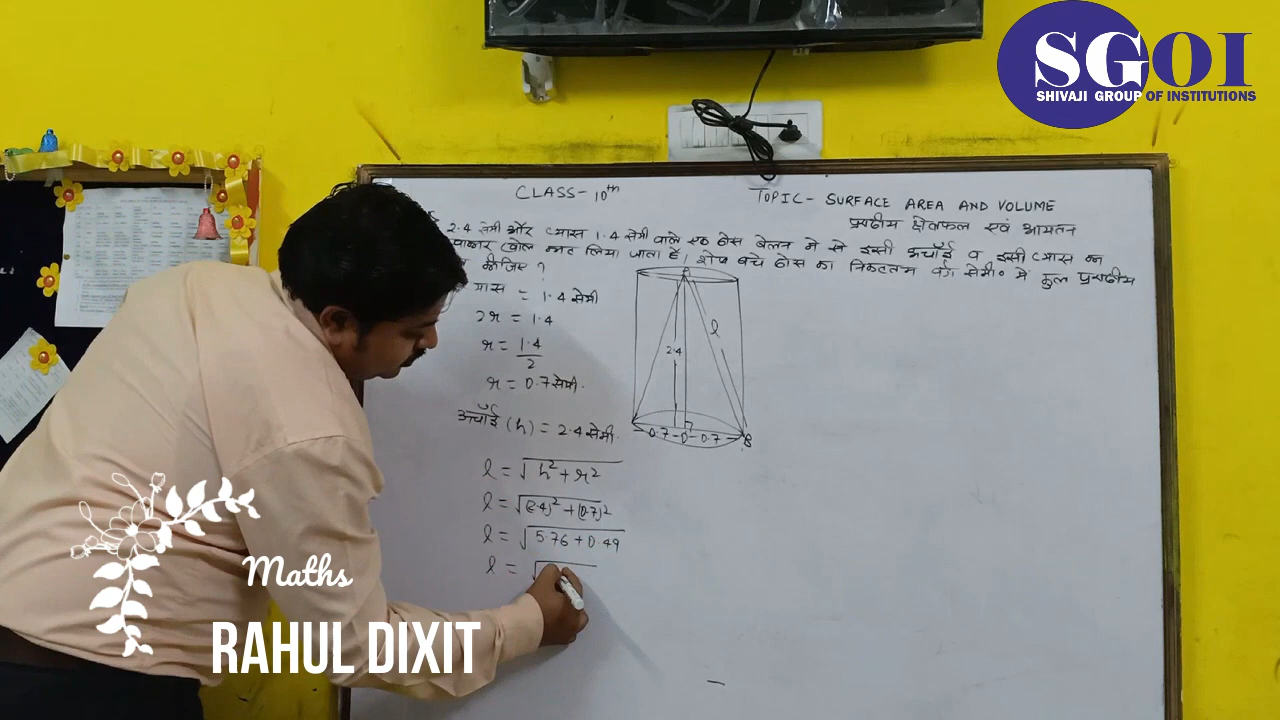 SGOI
SHIVAJI GROUP OF INSTITUTIONS
CLASS-10th
TOPIC- SURFACE AREA AND VOLUME
पृष्ठीय क्षेत्रफल एवं आयतन
2.4 सेमी और व्यास 1.4 सेमी वाले एक ठोस बेलन में से इसी ऊचाँई व इसी व्यास का
खोल काट लिया जाता है। शेष बचे ठोस का निकटतम वर्ग सेमी० में कुल पृष्ठीय
कीजिए ?
= 1.4 सेमी
2r = 1.4
r = 1.4
2
r = 0.7 सेमी.
ऊचाँई (h) = 2.4 सेमी.
l = √h²+r²
l = √(2.4)²+(0.7)²
l = √5.76+0.49
l = √
2.4
l
0.7-0-0.7
B
Maths
RAHUL DIXIT